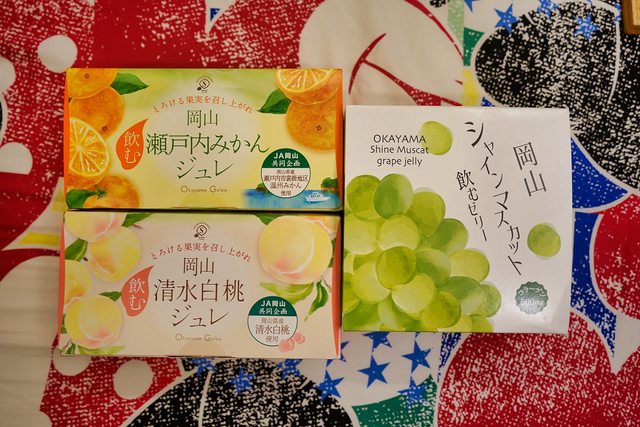 とろける果実を召し上がれ
岡山
飲む
瀬戸内みかん
ジュレ
Okayama Gelee
JA岡山
共同企画
岡山県産
瀬戸内市裳掛地区
温州みかん
使用
とろける果実を召し上がれ
岡山
飲む
清水白桃
ジュレ
Okayama Gelee
JA岡山
共同企画
岡山県産
清水白桃
使用
OKAYAMA
Shine Muscat
grape jelly
岡山
シャインマスカット
飲むゼリー